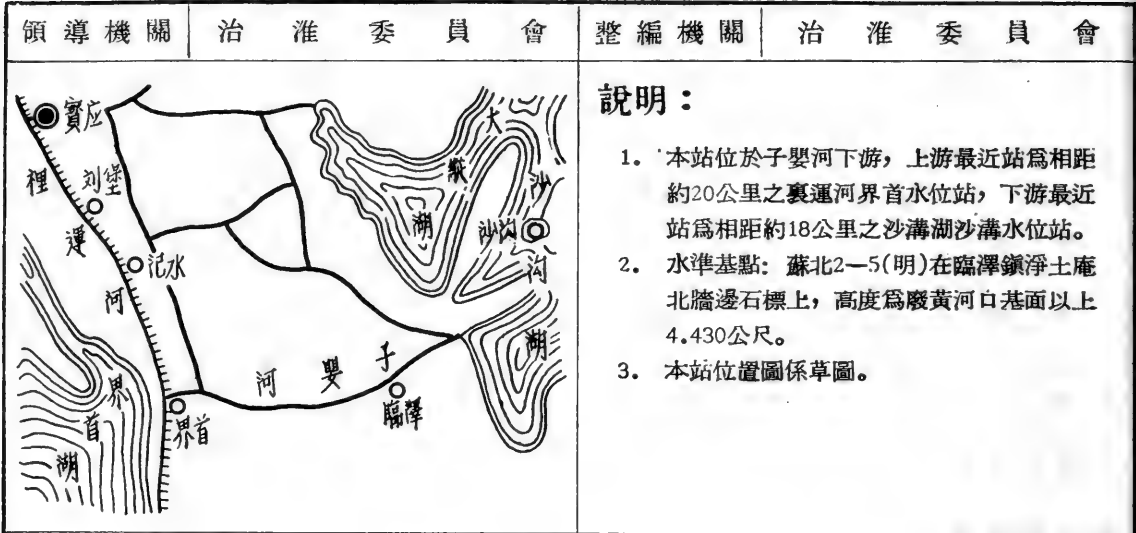 領導機關 治淮委員會 整編機關 治淮委員會
說明：
1. 本站位於子嬰河下游，上游最近站爲相距
約20公里之裏運河界首水位站，下游最近
站爲相距約18公里之沙溝湖沙溝水位站。
2. 水準基點：蘇北2—5(明)在臨澤鎮淨土庵
北牆邊石標上，高度爲廢黃河口基面以上
4.430公尺。
3. 本站位置圖係草圖。
寶应
刘堡
裡運河
氾水
界首
界首湖
子嬰河
臨澤
大縱湖
沙沟
沙沟湖